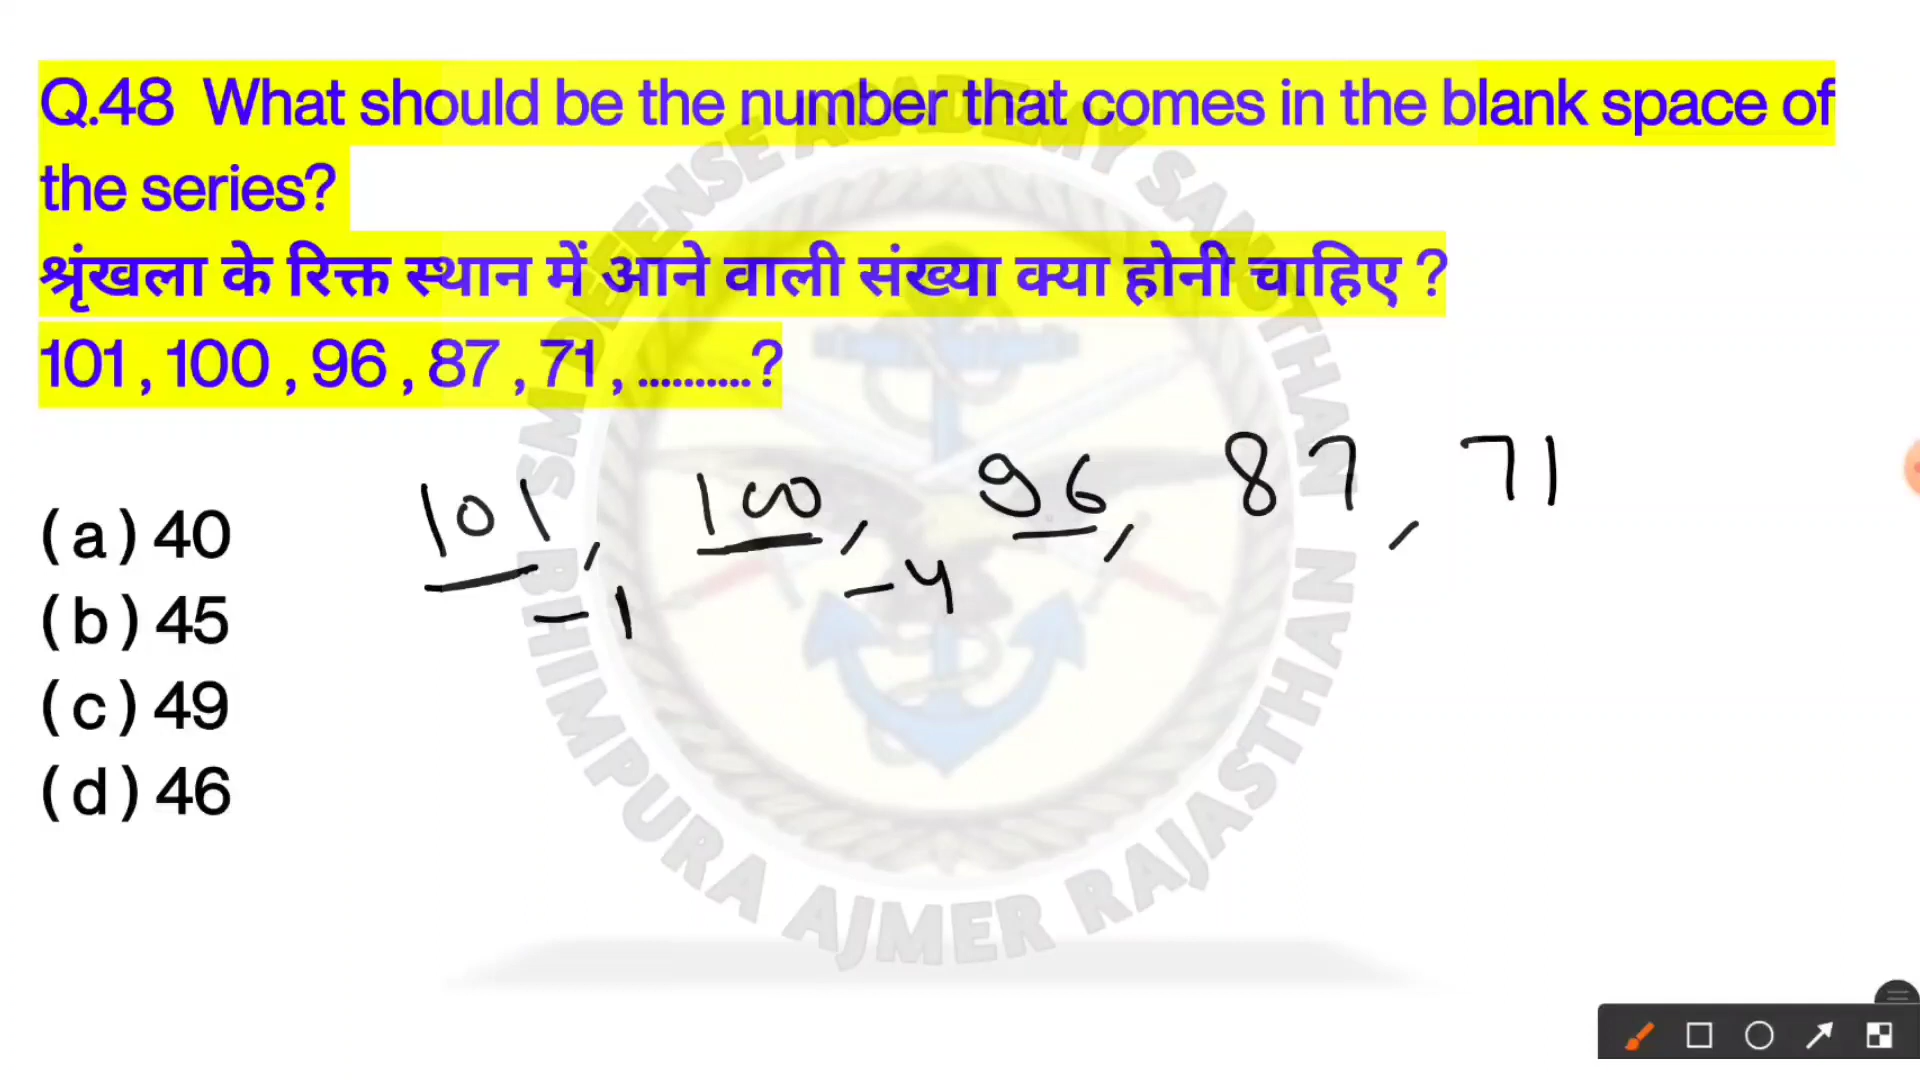 Q.48 What should be the number that comes in the blank space of
the series?
श्रृंखला के रिक्त स्थान में आने वाली संख्या क्या होनी चाहिए ?
101 , 100 , 96 , 87 , 71 , ..........?
101, 100, 96, 87, 71
-1 -4
( a ) 40
( b ) 45
( c ) 49
( d ) 46
SM DEFENSE ACADEMY SANSTHAN
BHIMPURA AJMER RAJASTHAN